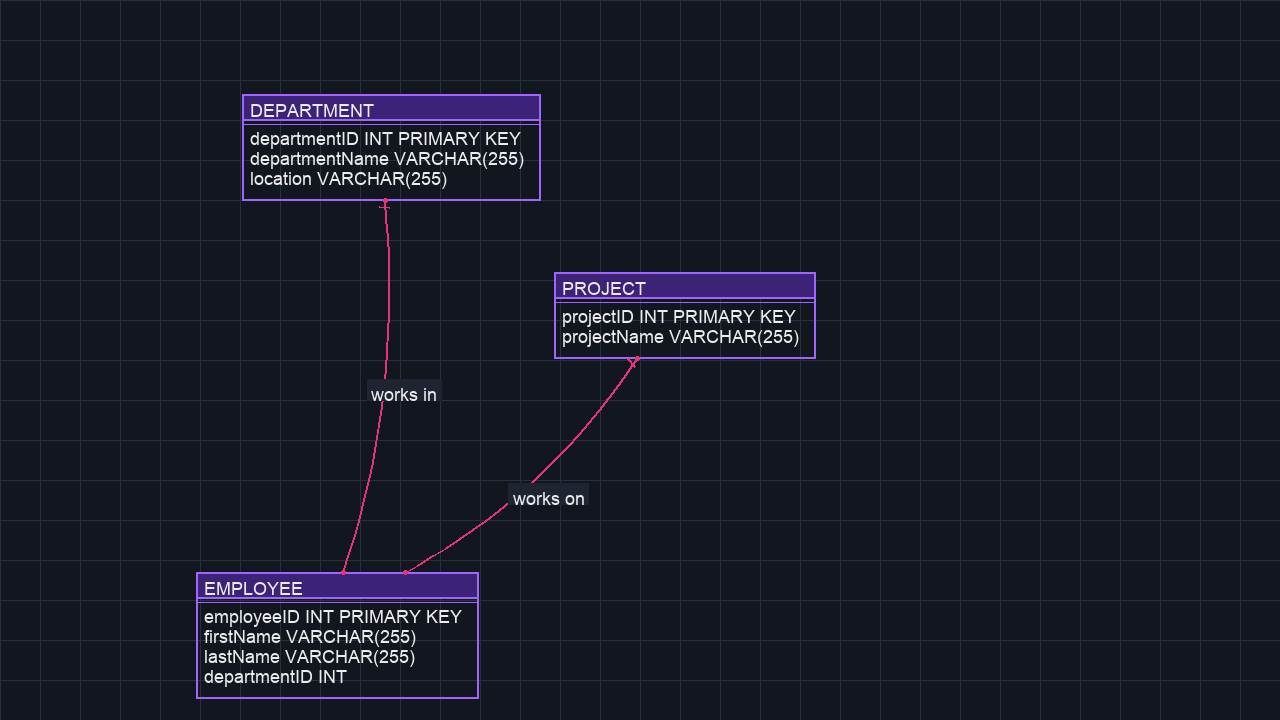 DEPARTMENT
departmentID INT PRIMARY KEY
departmentName VARCHAR(255)
location VARCHAR(255)
PROJECT
projectID INT PRIMARY KEY
projectName VARCHAR(255)
works in
works on
EMPLOYEE
employeeID INT PRIMARY KEY
firstName VARCHAR(255)
lastName VARCHAR(255)
departmentID INT